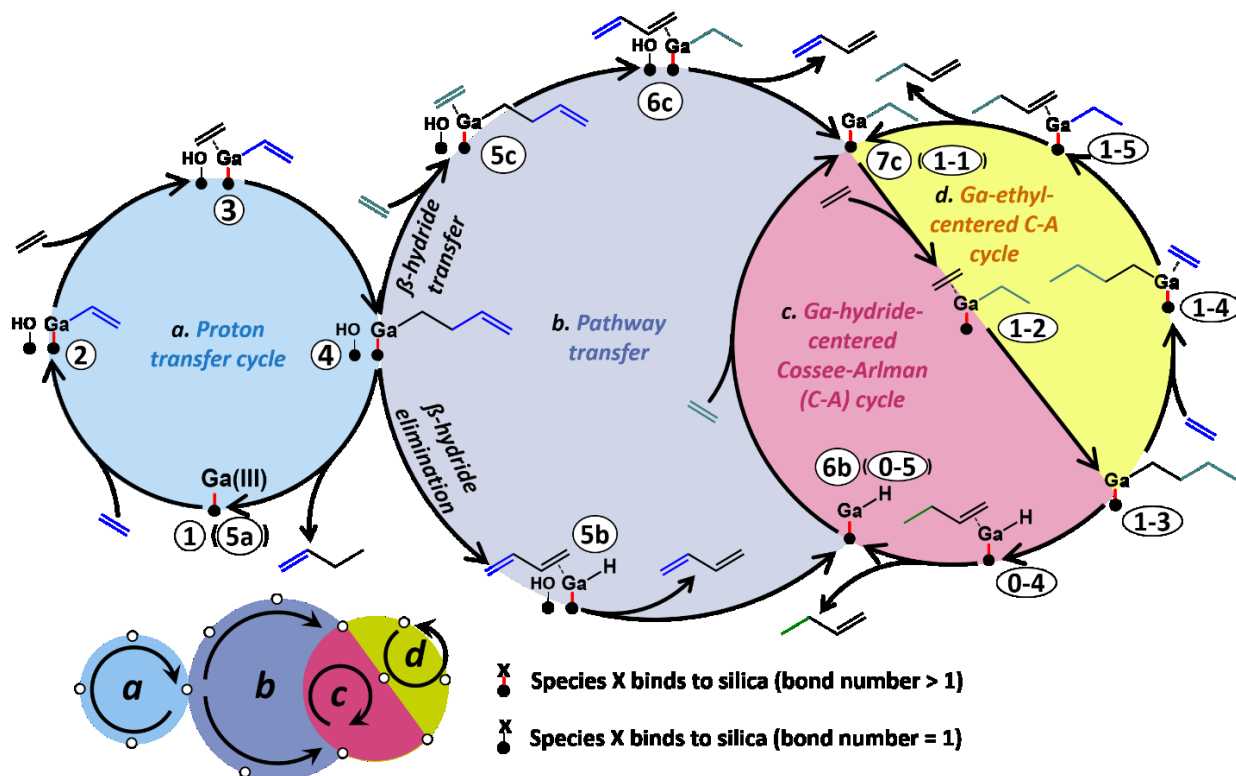 HO
Ga
6c
HO
Ga
5c
Ga
7c (1-1)
Ga
1-5
HO
Ga
3
ß-hydride
transfer
d. Ga-ethyl-
centered C-A
cycle
HO
Ga
2
a. Proton
transfer cycle
HO
Ga
4
b. Pathway
transfer
c. Ga-hydride-
centered
Cossee-Arlman
(C-A) cycle
Ga
1-2
Ga
1-4
ß-hydride
elimination
Ga(III)
1 (5a)
6b (0-5)
H
Ga
Ga
1-3
H
Ga
0-4
5b
HO
H
Ga
a
b
c
d
X
Species X binds to silica (bond number > 1)
X
Species X binds to silica (bond number = 1)